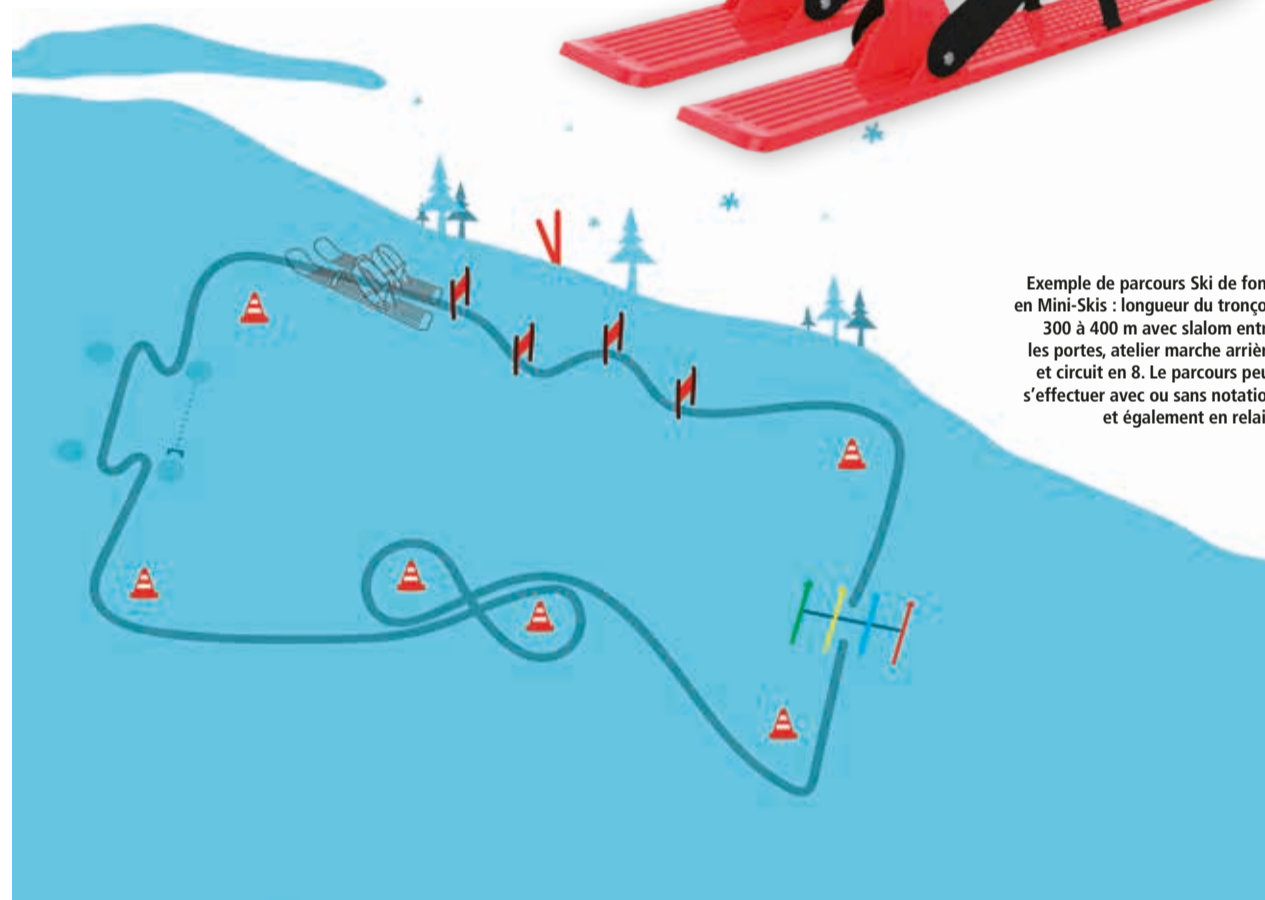 Exemple de parcours Ski de fon
en Mini-Skis : longueur du tronço
300 à 400 m avec slalom entr
les portes, atelier marche arriè
et circuit en 8. Le parcours peu
s’effectuer avec ou sans notatio
et également en relai